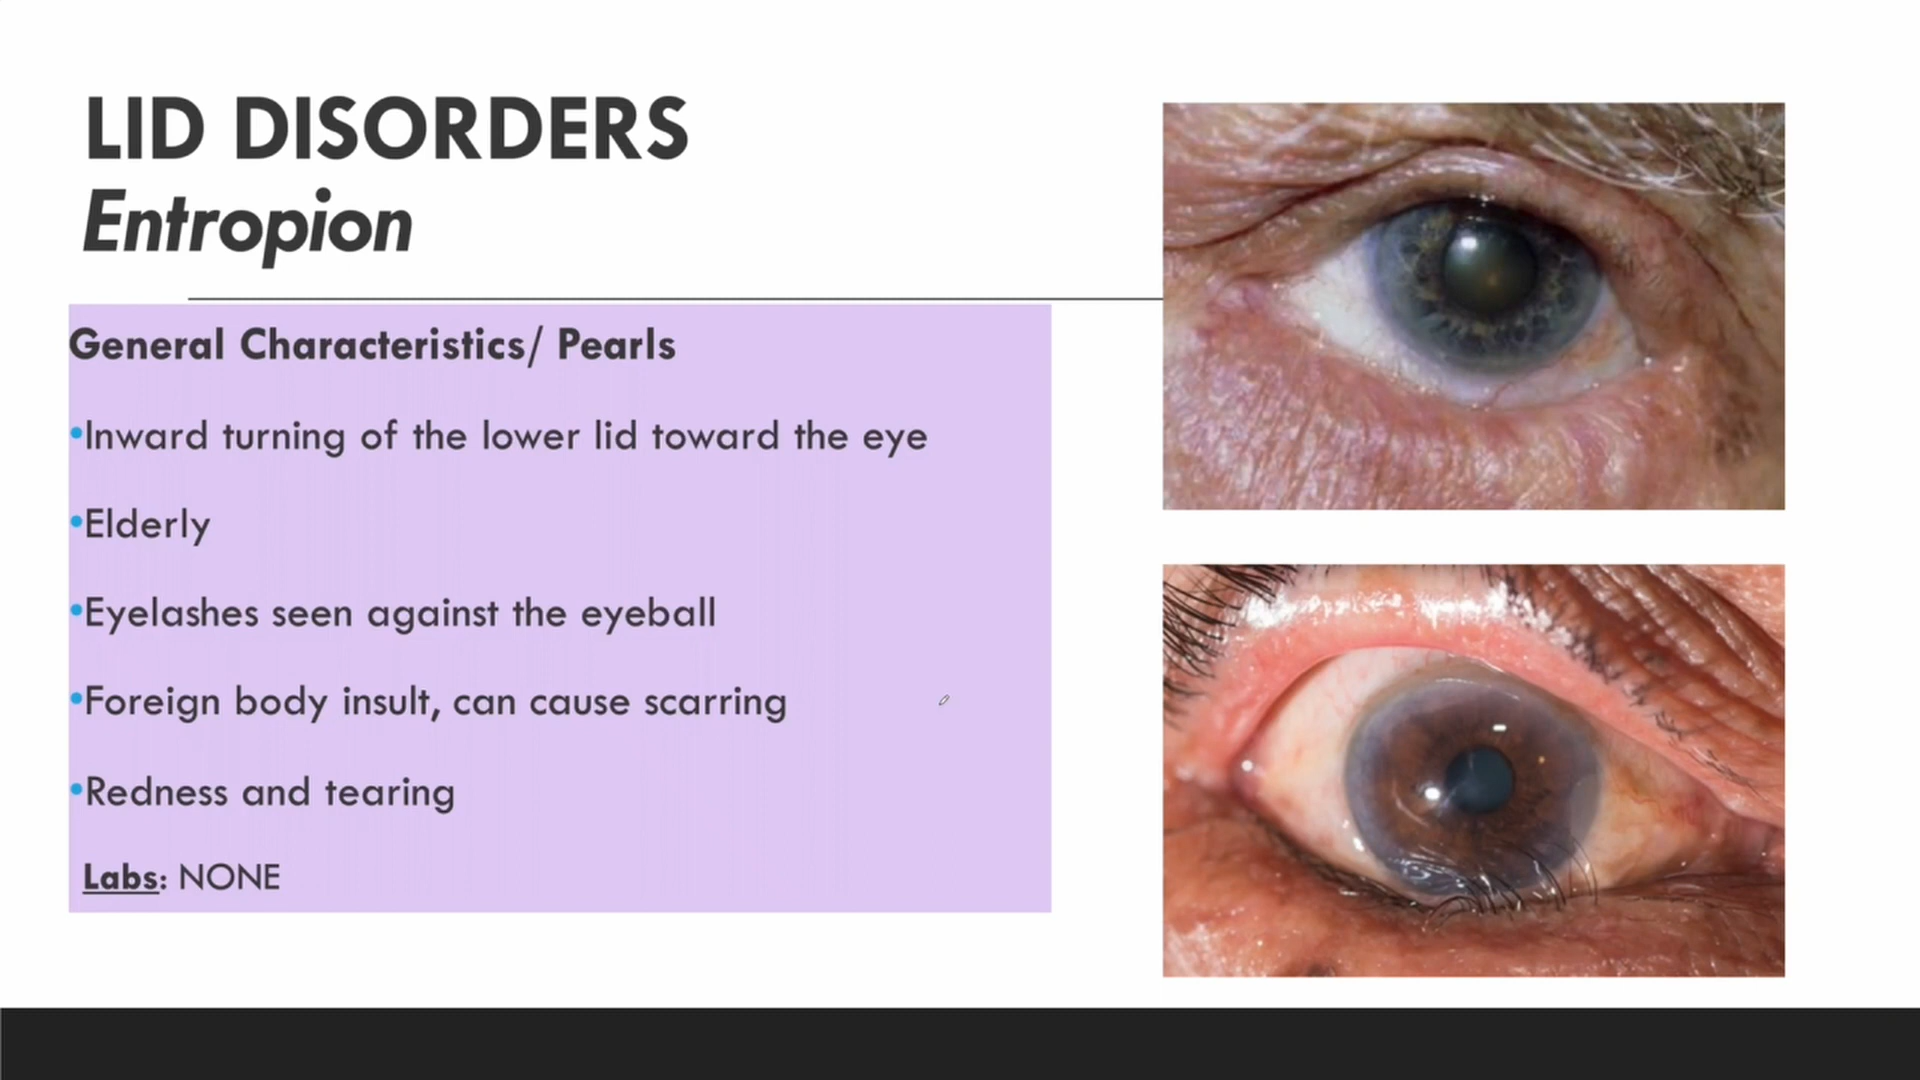 LID DISORDERS
Entropion
General Characteristics/ Pearls
•Inward turning of the lower lid toward the eye
•Elderly
•Eyelashes seen against the eyeball
•Foreign body insult, can cause scarring
•Redness and tearing
Labs: NONE